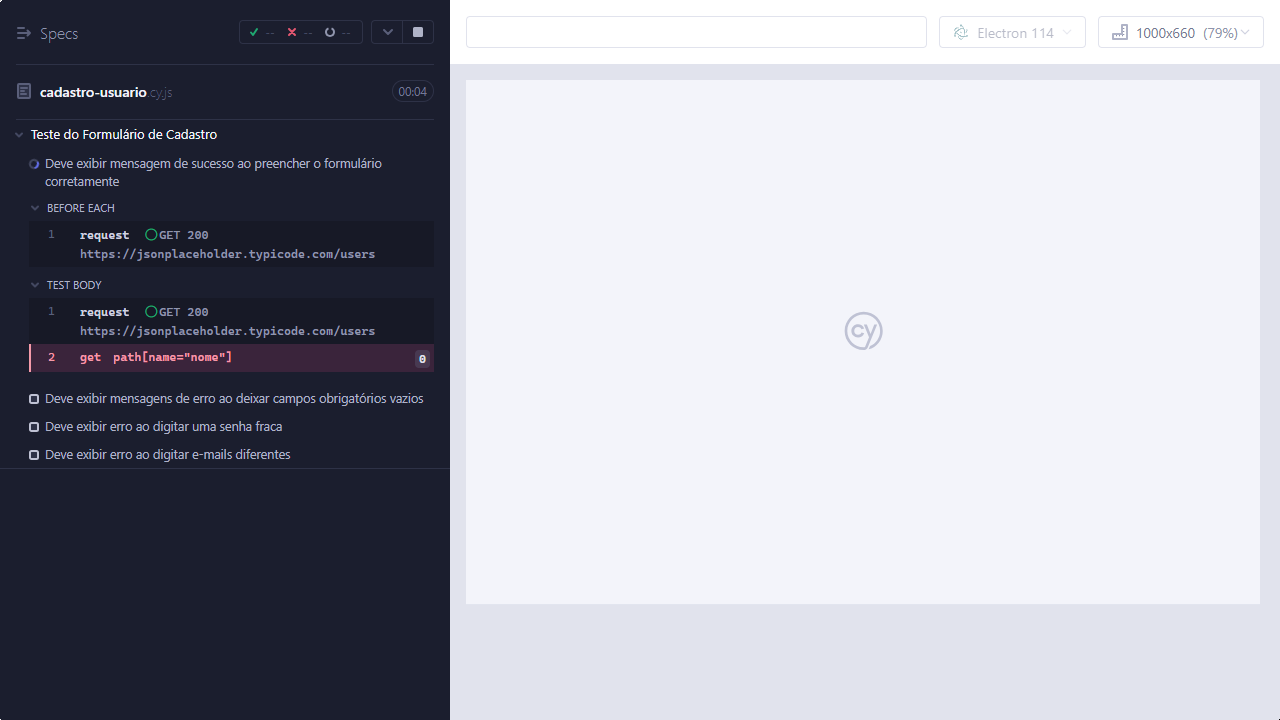 Specs
-- -- --
Electron 114
1000x660 (79%)
cadastro-usuario.cy.js
00:04
Teste do Formulário de Cadastro
Deve exibir mensagem de sucesso ao preencher o formulário
corretamente
BEFORE EACH
1 request GET 200
https://jsonplaceholder.typicode.com/users
TEST BODY
1 request GET 200
https://jsonplaceholder.typicode.com/users
2 get path[name="nome"] 0
Deve exibir mensagens de erro ao deixar campos obrigatórios vazios
Deve exibir erro ao digitar uma senha fraca
Deve exibir erro ao digitar e-mails diferentes
cy